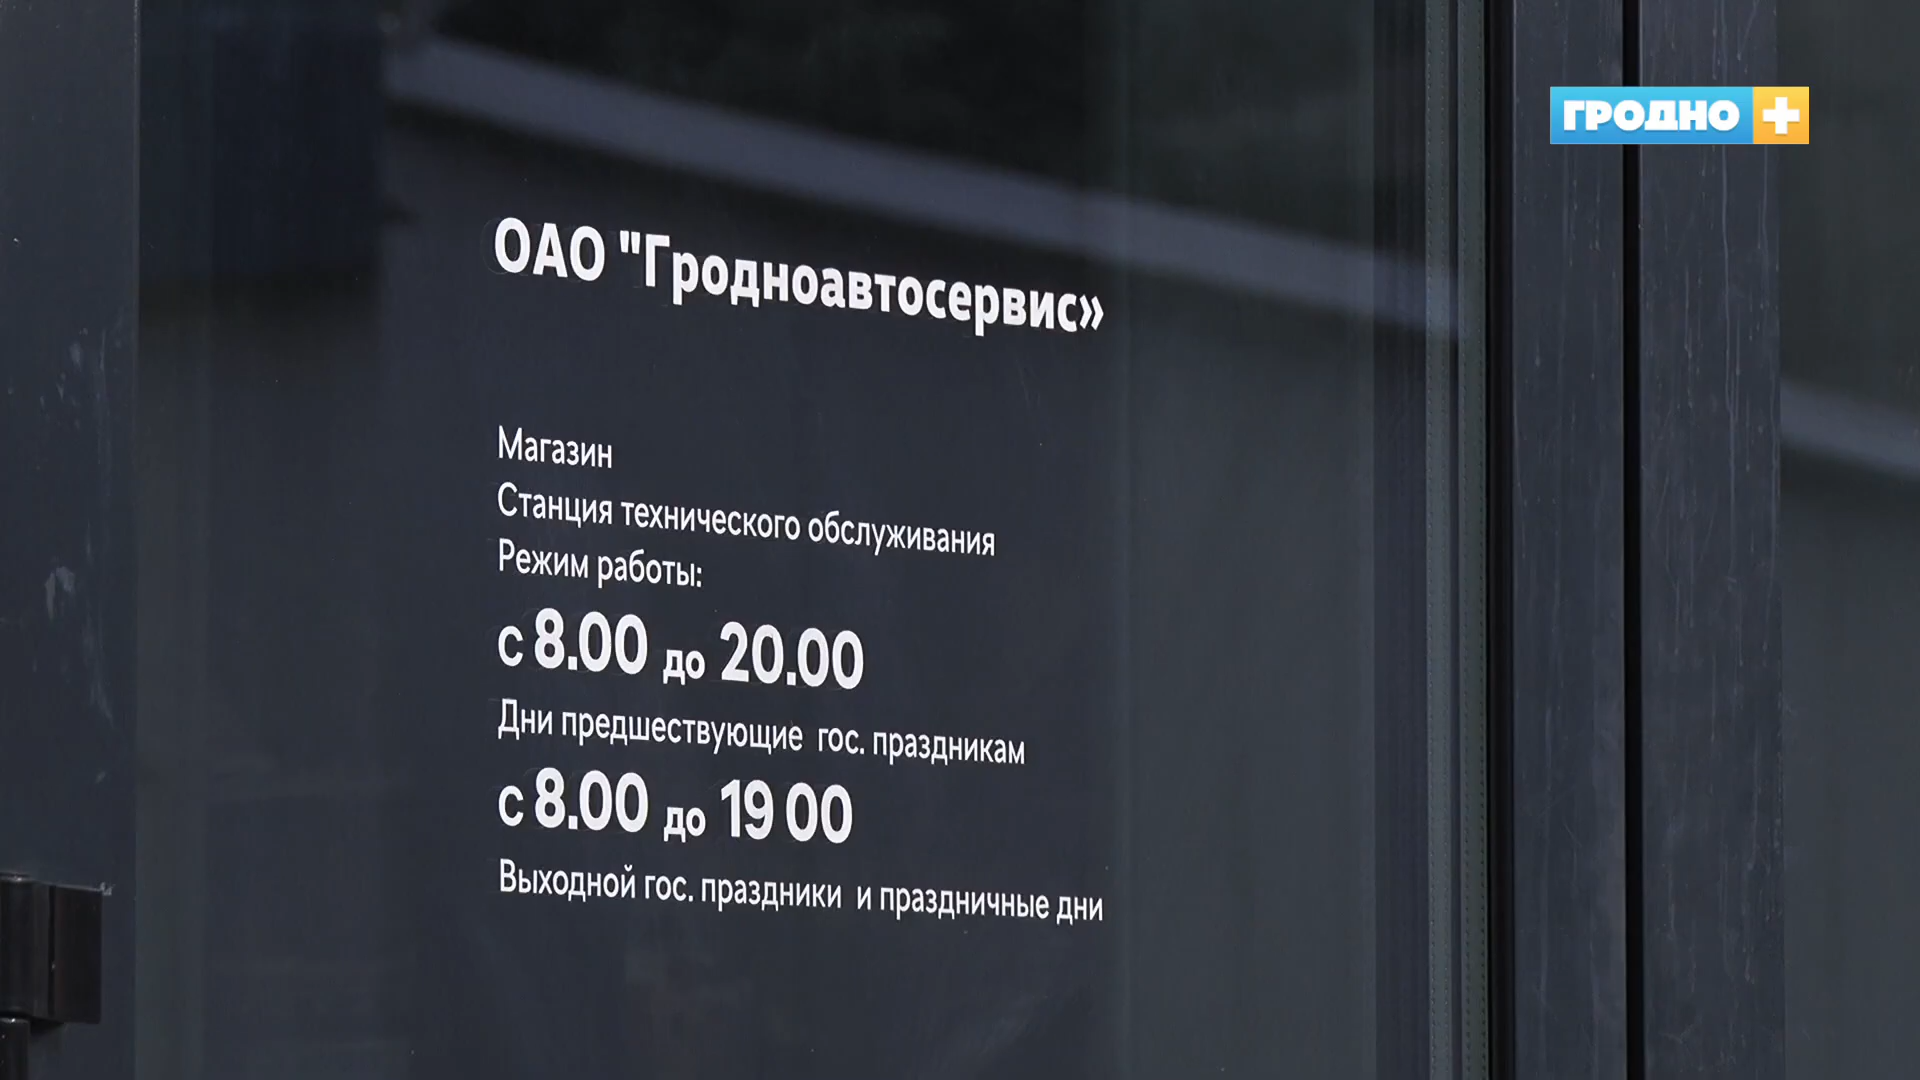 ГРОДНО +
ОАО "Гродноавтосервис»
Магазин
Станция технического обслуживания
Режим работы:
С 8.00 до 20.00
Дни предшествующие гос. праздникам
С 8.00 до 19 00
Выходной гос. праздники и праздничные дни